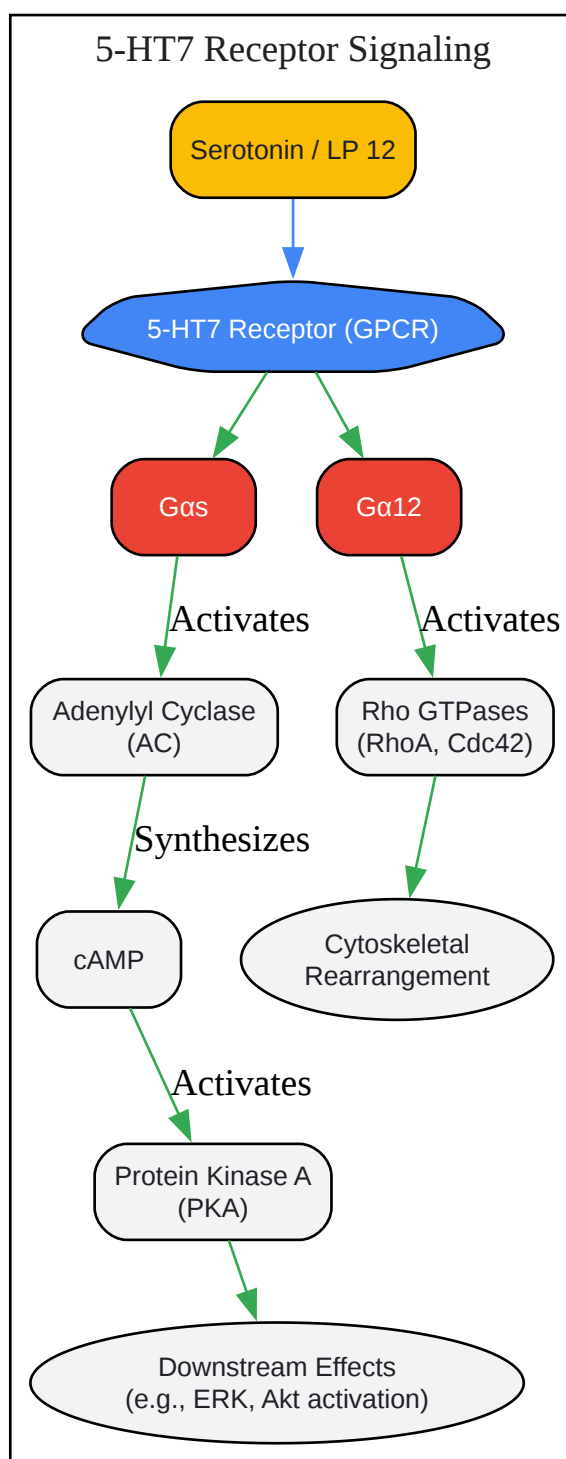 5-HT7 Receptor Signaling
Serotonin / LP 12
5-HT7 Receptor (GPCR)
Gαs
Gα12
Activates
Activates
Adenylyl Cyclase
(AC)
Rho GTPases
(RhoA, Cdc42)
Synthesizes
cAMP
Cytoskeletal
Rearrangement
Activates
Protein Kinase A
(PKA)
Downstream Effects
(e.g., ERK, Akt activation)